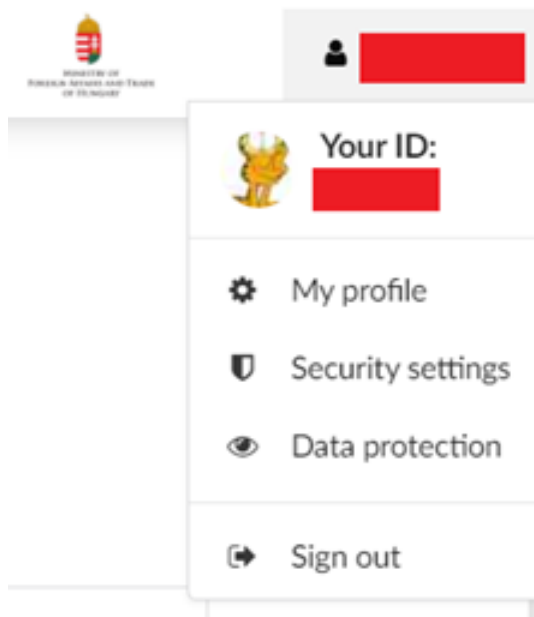 MINISTRY OF
FOREIGN AFFAIRS AND TRADE
OF HUNGARY
Your ID:
My profile
Security settings
Data protection
Sign out